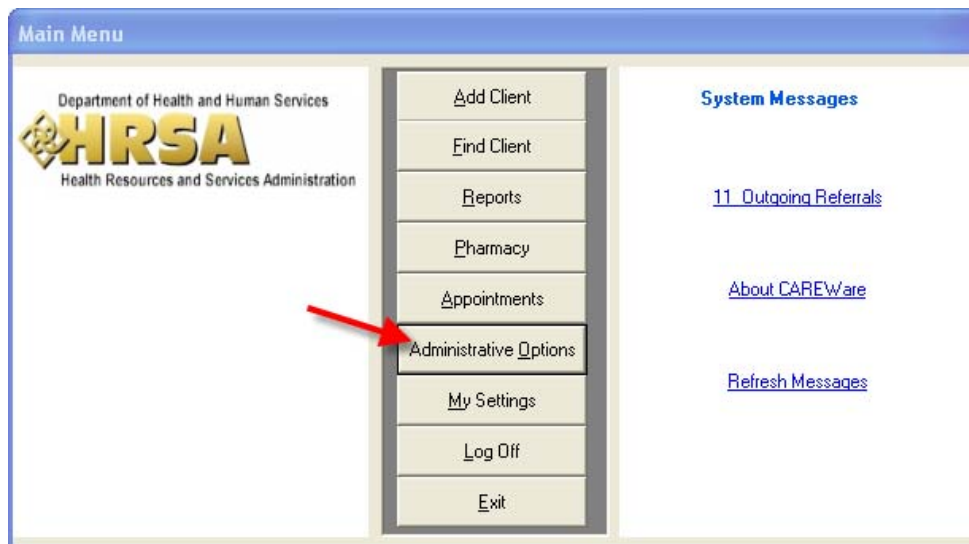 Main Menu
Department of Health and Human Services
HRSA
Health Resources and Services Administration
Add Client
Find Client
Reports
Pharmacy
Appointments
Administrative Options
My Settings
Log Off
Exit
System Messages
11 Outgoing Referrals
About CAREWare
Refresh Messages